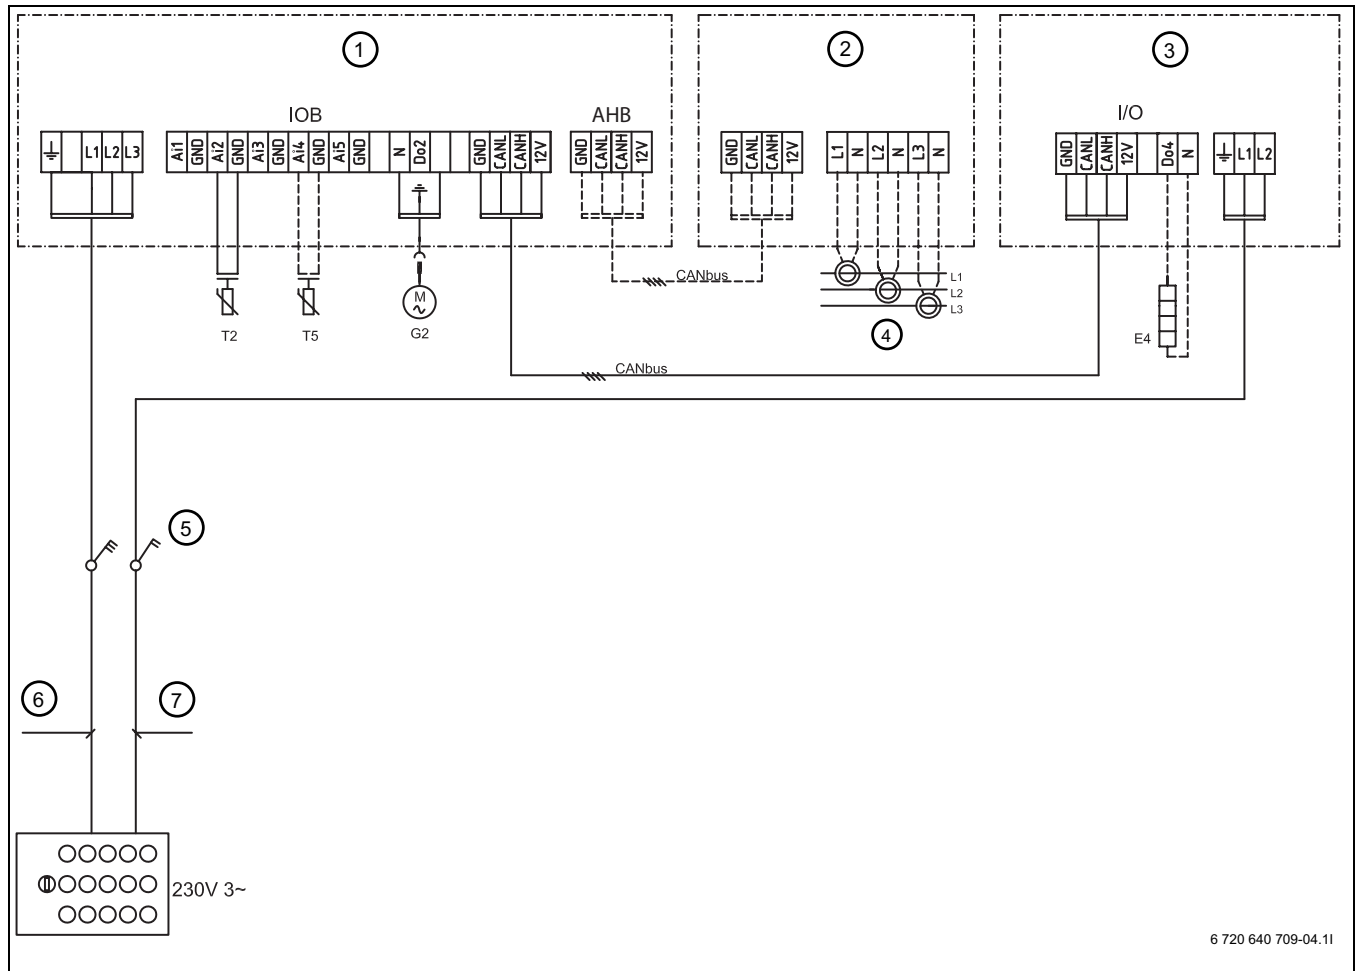 1
2
3
IOB
AHB
I/O
L1 L2 L3
Ai1 GND Ai2 GND Ai3 GND Ai4 GND Ai5 GND N Do2 GND CANL CANH 12V
GND CANL CANH 12V
GND CANL CANH 12V
L1 N L2 N L3 N
GND CANL CANH 12V Do4 N
L1 L2
CANbus
L1
L2
L3
M
T2
T5
G2
4
E4
CANbus
5
6
7
230V 3~
6 720 640 709-04.1I